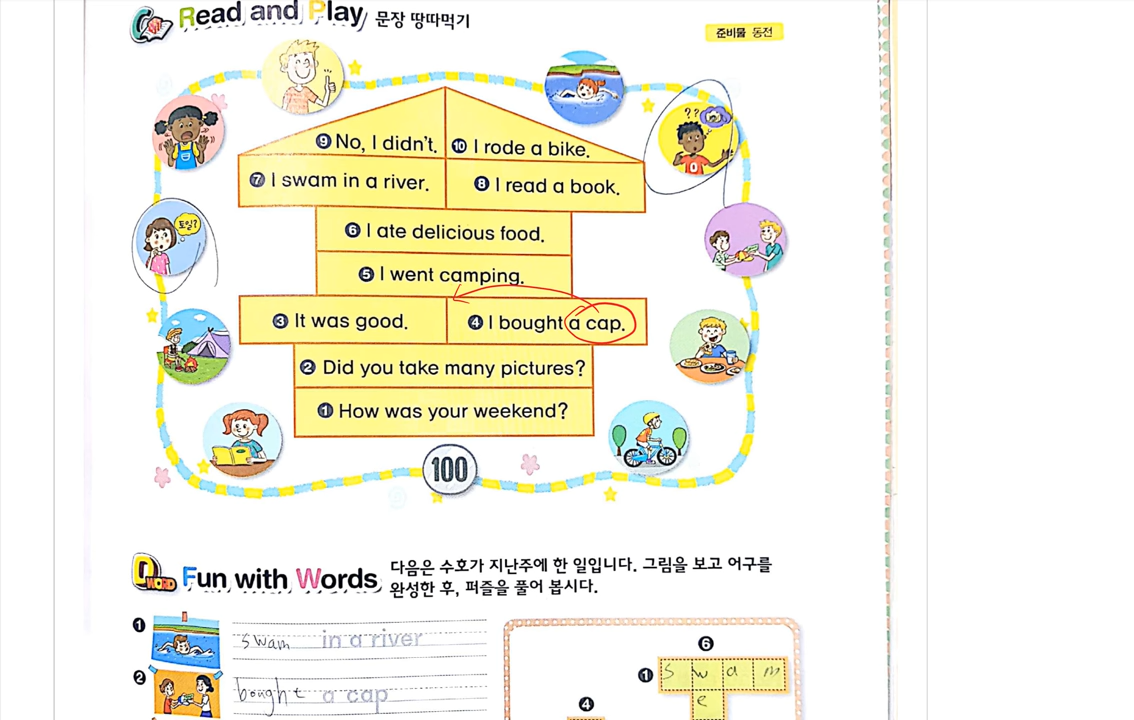 Read and Play 문장 땅따먹기
준비물 동전
❾ No, I didn't. ❿ I rode a bike.
❼ I swam in a river. ❽ I read a book.
❻ I ate delicious food.
❺ I went camping.
❸ It was good. ❹ I bought a cap.
❷ Did you take many pictures?
❶ How was your weekend?
??
0
토일?
100
WORD
Fun with Words 다음은 수호가 지난주에 한 일입니다. 그림을 보고 어구를
완성한 후, 퍼즐을 풀어 봅시다.
❶ swam in a river
❷ bought a cap
❻
❶ s w a m
❹ e